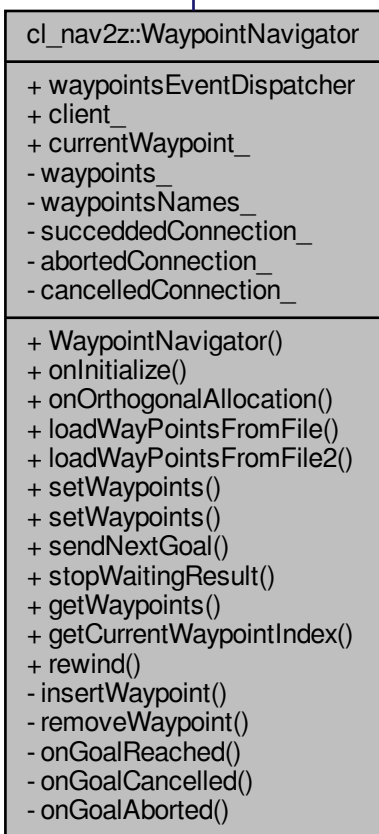 cl_nav2z::WaypointNavigator
+ waypointsEventDispatcher
+ client_
+ currentWaypoint_
- waypoints_
- waypointsNames_
- succeddedConnection_
- abortedConnection_
- cancelledConnection_
+ WaypointNavigator()
+ onInitialize()
+ onOrthogonalAllocation()
+ loadWayPointsFromFile()
+ loadWayPointsFromFile2()
+ setWaypoints()
+ setWaypoints()
+ sendNextGoal()
+ stopWaitingResult()
+ getWaypoints()
+ getCurrentWaypointIndex()
+ rewind()
- insertWaypoint()
- removeWaypoint()
- onGoalReached()
- onGoalCancelled()
- onGoalAborted()